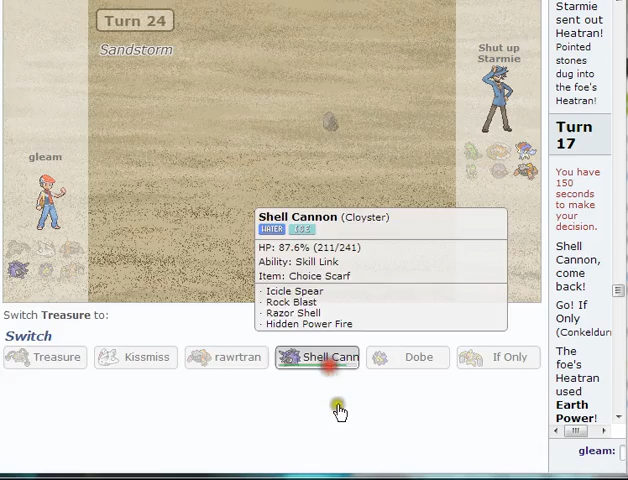 Turn 24
Sandstorm
Shut up
Starmie
gleam
Shell Cannon (Cloyster)
WATER ICE
HP: 87.6% (211/241)
Ability: Skill Link
Item: Choice Scarf
· Icicle Spear
· Rock Blast
· Razor Shell
· Hidden Power Fire
Switch Treasure to:
Switch
Treasure
Kissmiss
rawrtran
Shell Cann
Dobe
If Only
Starmie
sent out
Heatran!
Pointed
stones
dug into
the foe's
Heatran!
Turn
17
You have
150
seconds
to make
your
decision.
Shell
Cannon,
come
back!
Go! If
Only
(Conkeldur
The
foe's
Heatran
used
Earth
Power!
gleam: